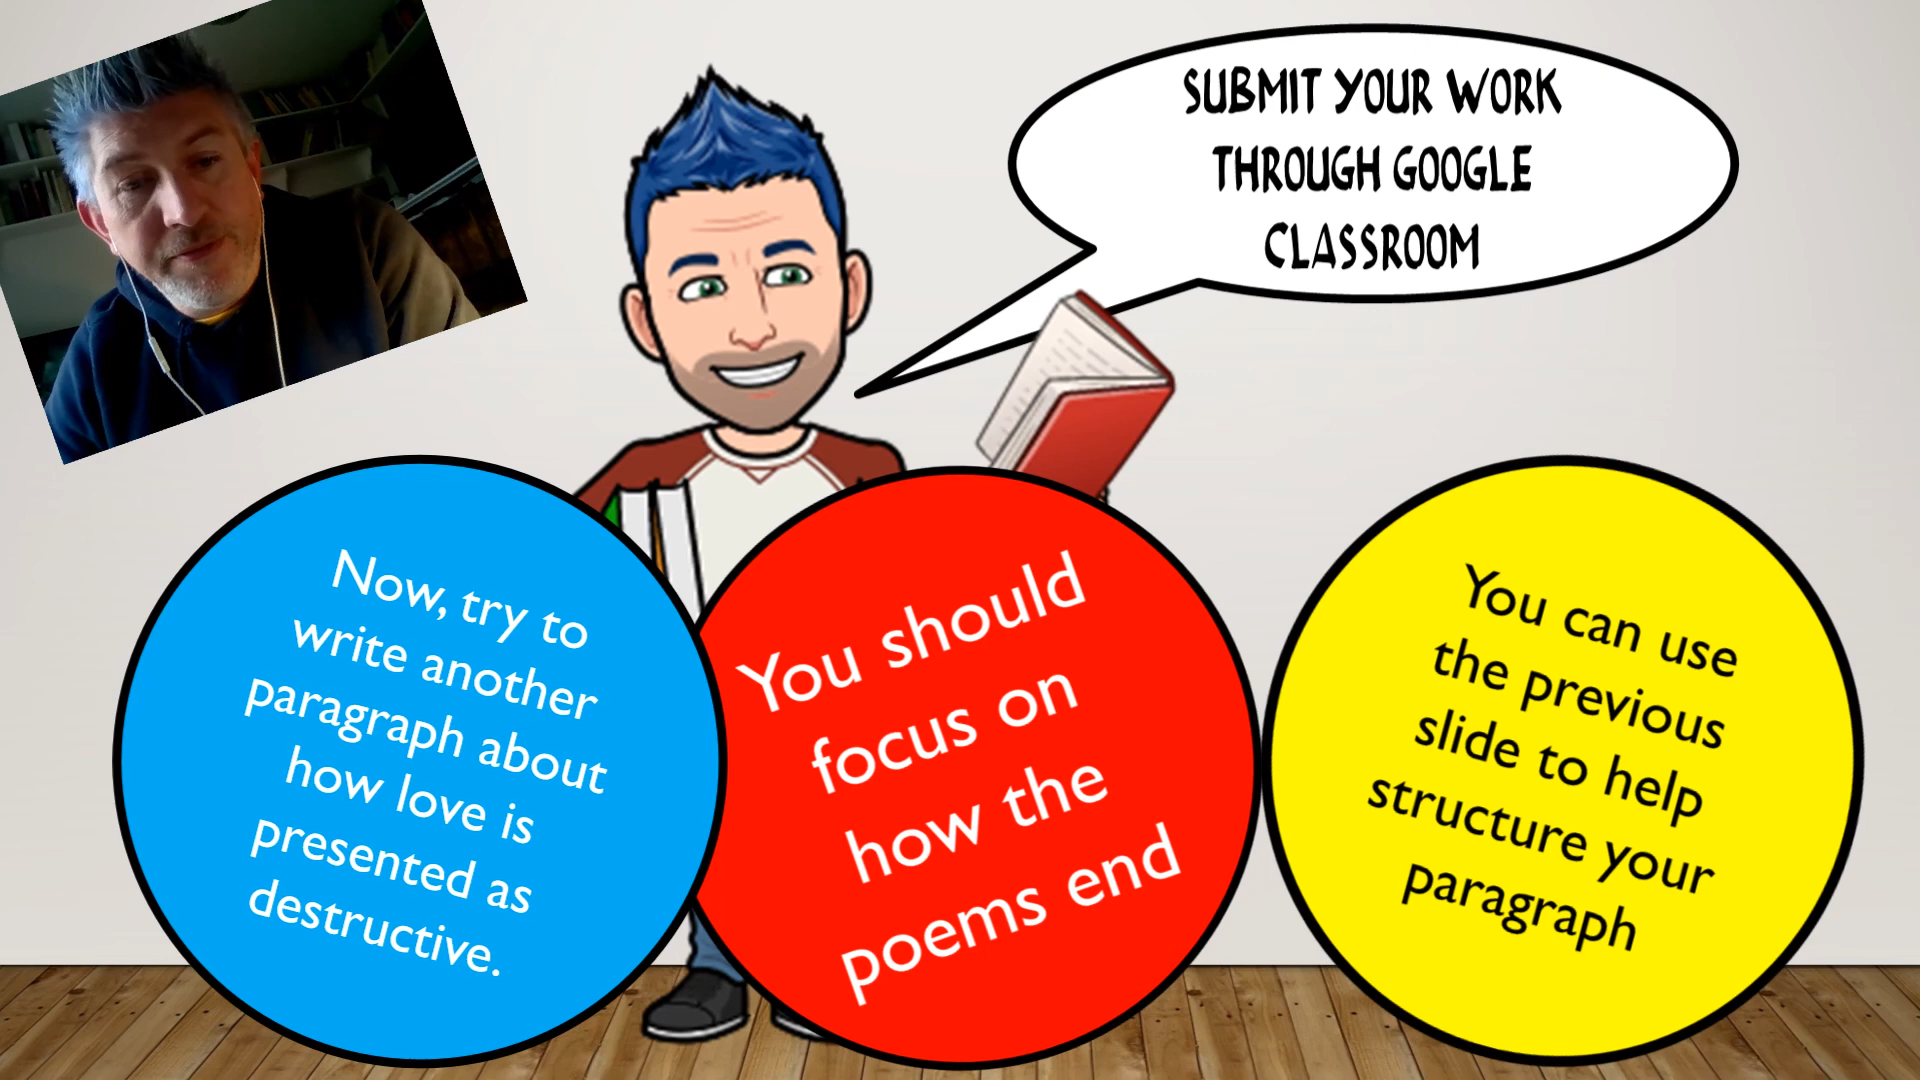 SUBMIT YOUR WORK
THROUGH GOOGLE
CLASSROOM
Now, try to
write another
paragraph about
how love is
presented as
destructive.
You should
focus on
how the
poems end
You can use
the previous
slide to help
structure your
paragraph